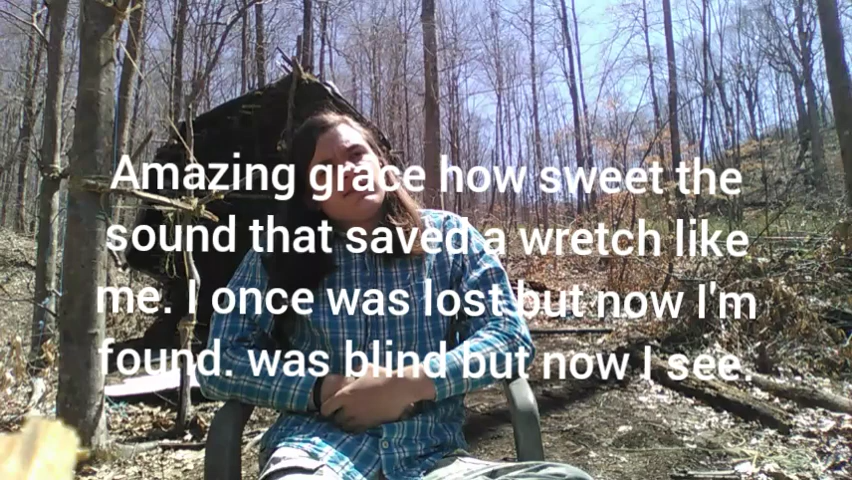 Amazing grace how sweet the
sound that saved a wretch like
me. I once was lost but now I'm
found. was blind but now I see.